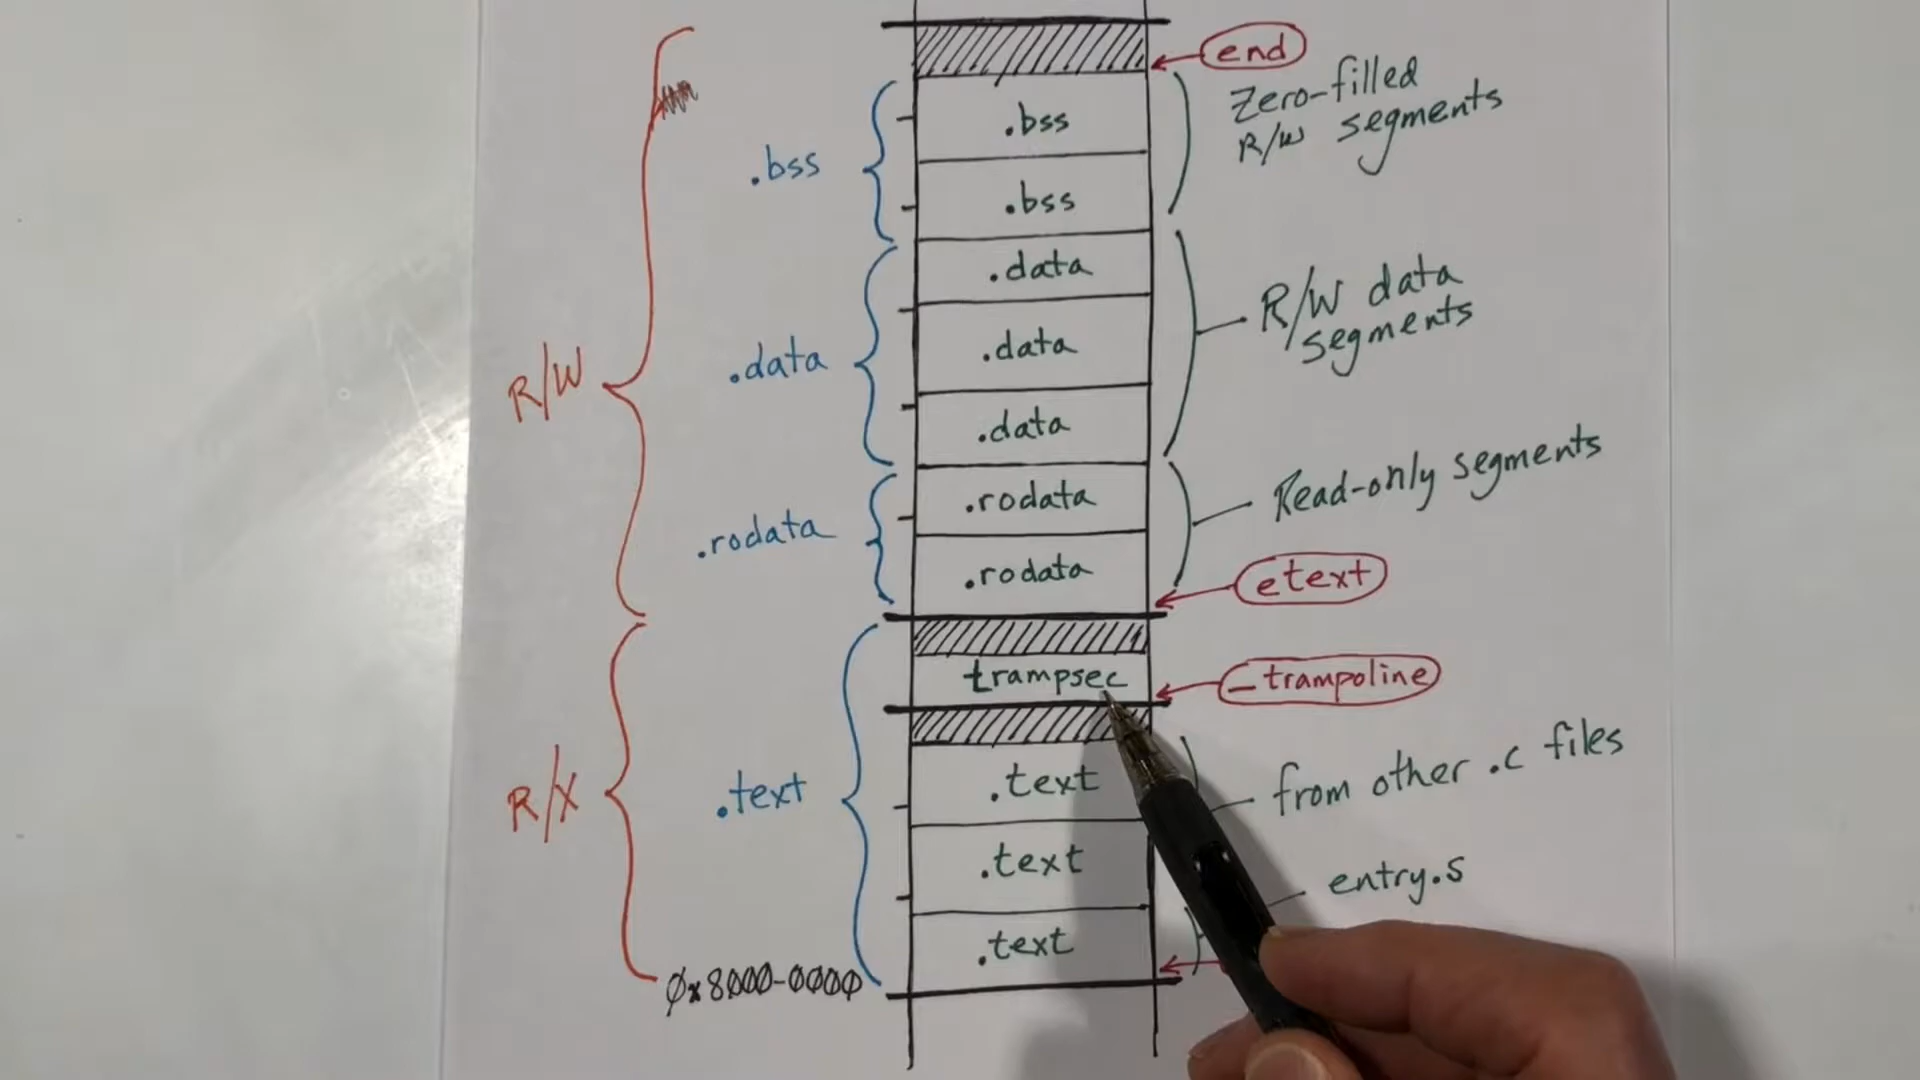 end
Zero-filled
R/W segments
.bss
.bss
.bss
.data
R/W data
segments
.data
.data
R/W
.data
Read-only segments
.rodata
.rodata
.rodata
etext
trampsec
_trampoline
from other .c files
.text
.text
R/X
.text
entry.s
.text
0x8000-0000